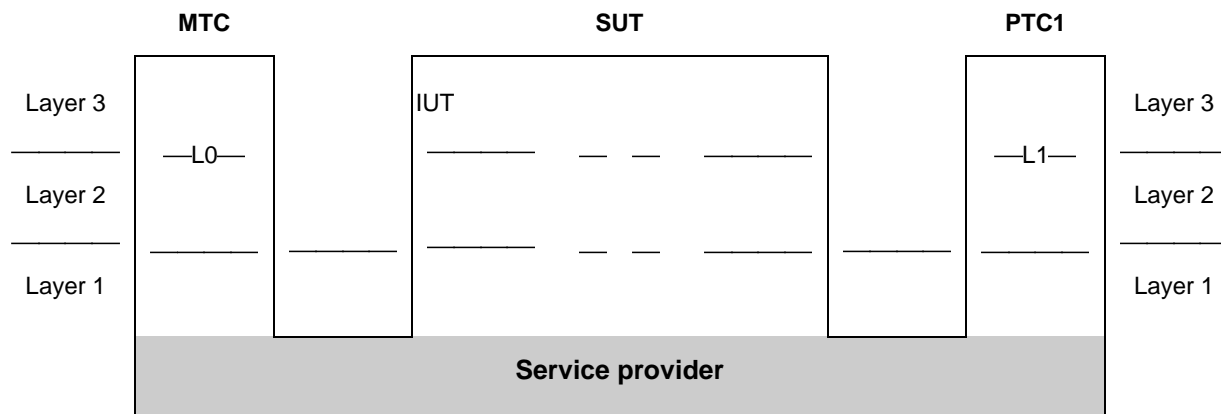 MTC SUT PTC1
Layer 3 IUT Layer 3
L0 L1
Layer 2 Layer 2
Layer 1 Layer 1
Service provider